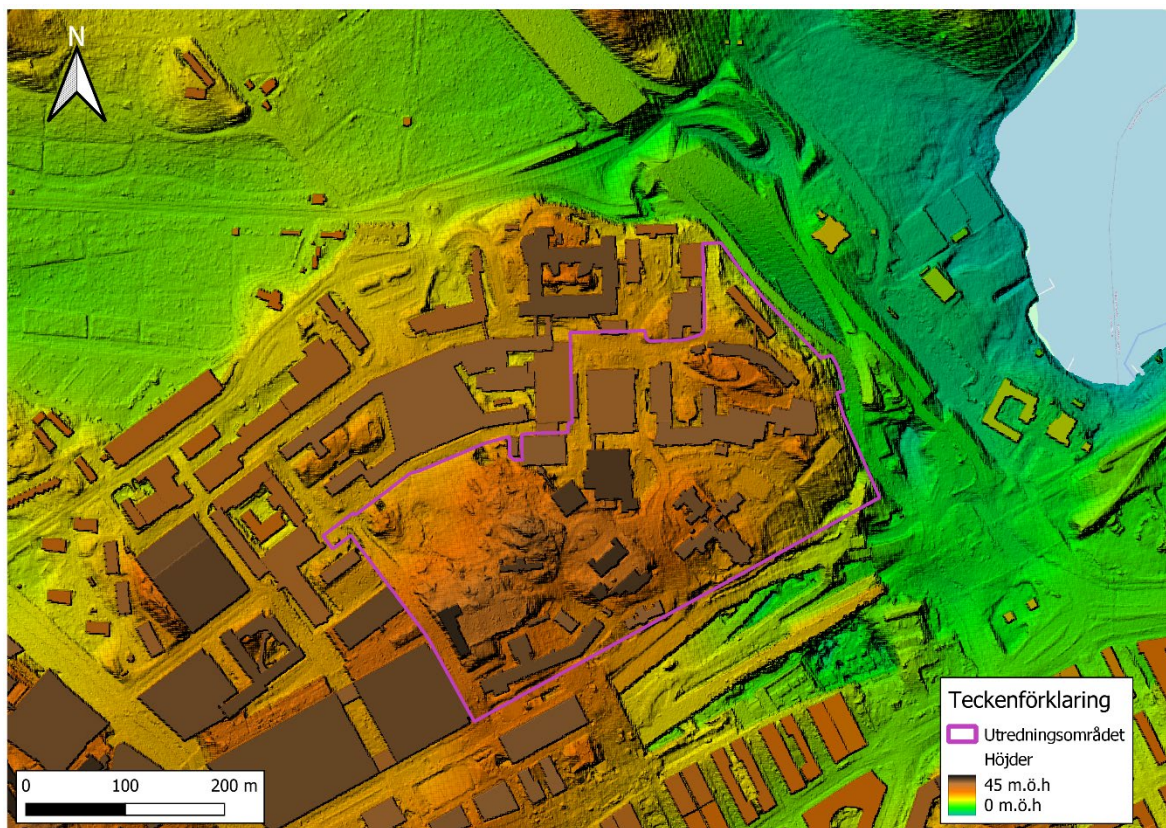 N
Teckenförklaring
Utredningsområdet
Höjder
45 m.ö.h
0 m.ö.h
0 100 200 m